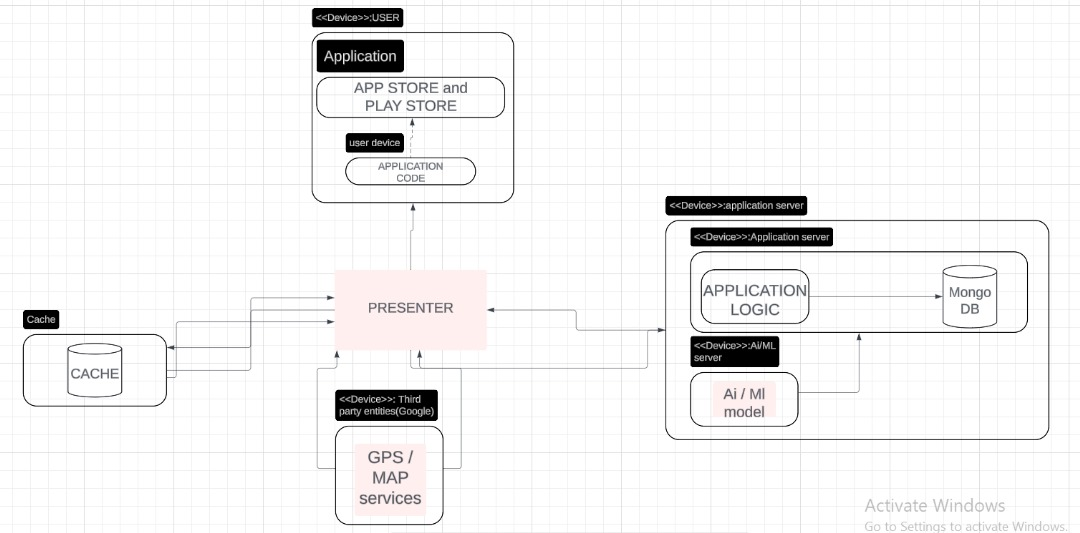 <<Device>>:USER
Application
APP STORE and
PLAY STORE
user device
APPLICATION
CODE
<<Device>>:application server
<<Device>>:Application server
APPLICATION
LOGIC
Mongo
DB
PRESENTER
Cache
CACHE
<<Device>>:Ai/ML
server
Ai / Ml
model
<<Device>>: Third
party entities(Google)
GPS /
MAP
services
Activate Windows
Go to Settings to activate Windows.